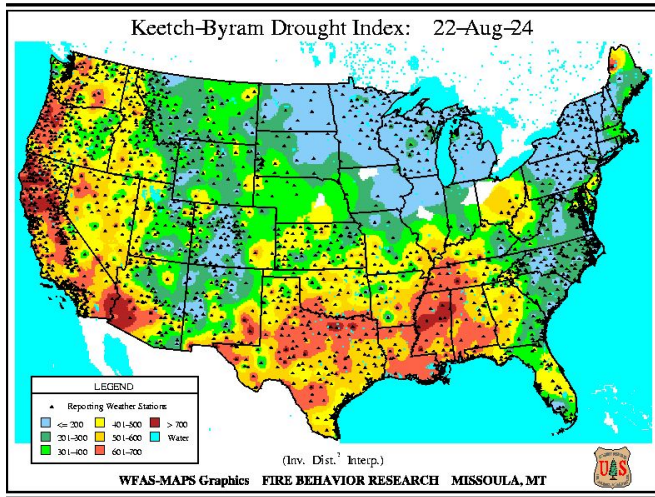 Keetch-Byram Drought Index: 22-Aug-24
LEGEND
Reporting Weather Stations
<= 200 401-500 > 700
201-300 501-600 Water
301-400 601-700
(Inv. Dist.² Interp.)
WFAS-MAPS Graphics FIRE BEHAVIOR RESEARCH MISSOULA, MT
U S